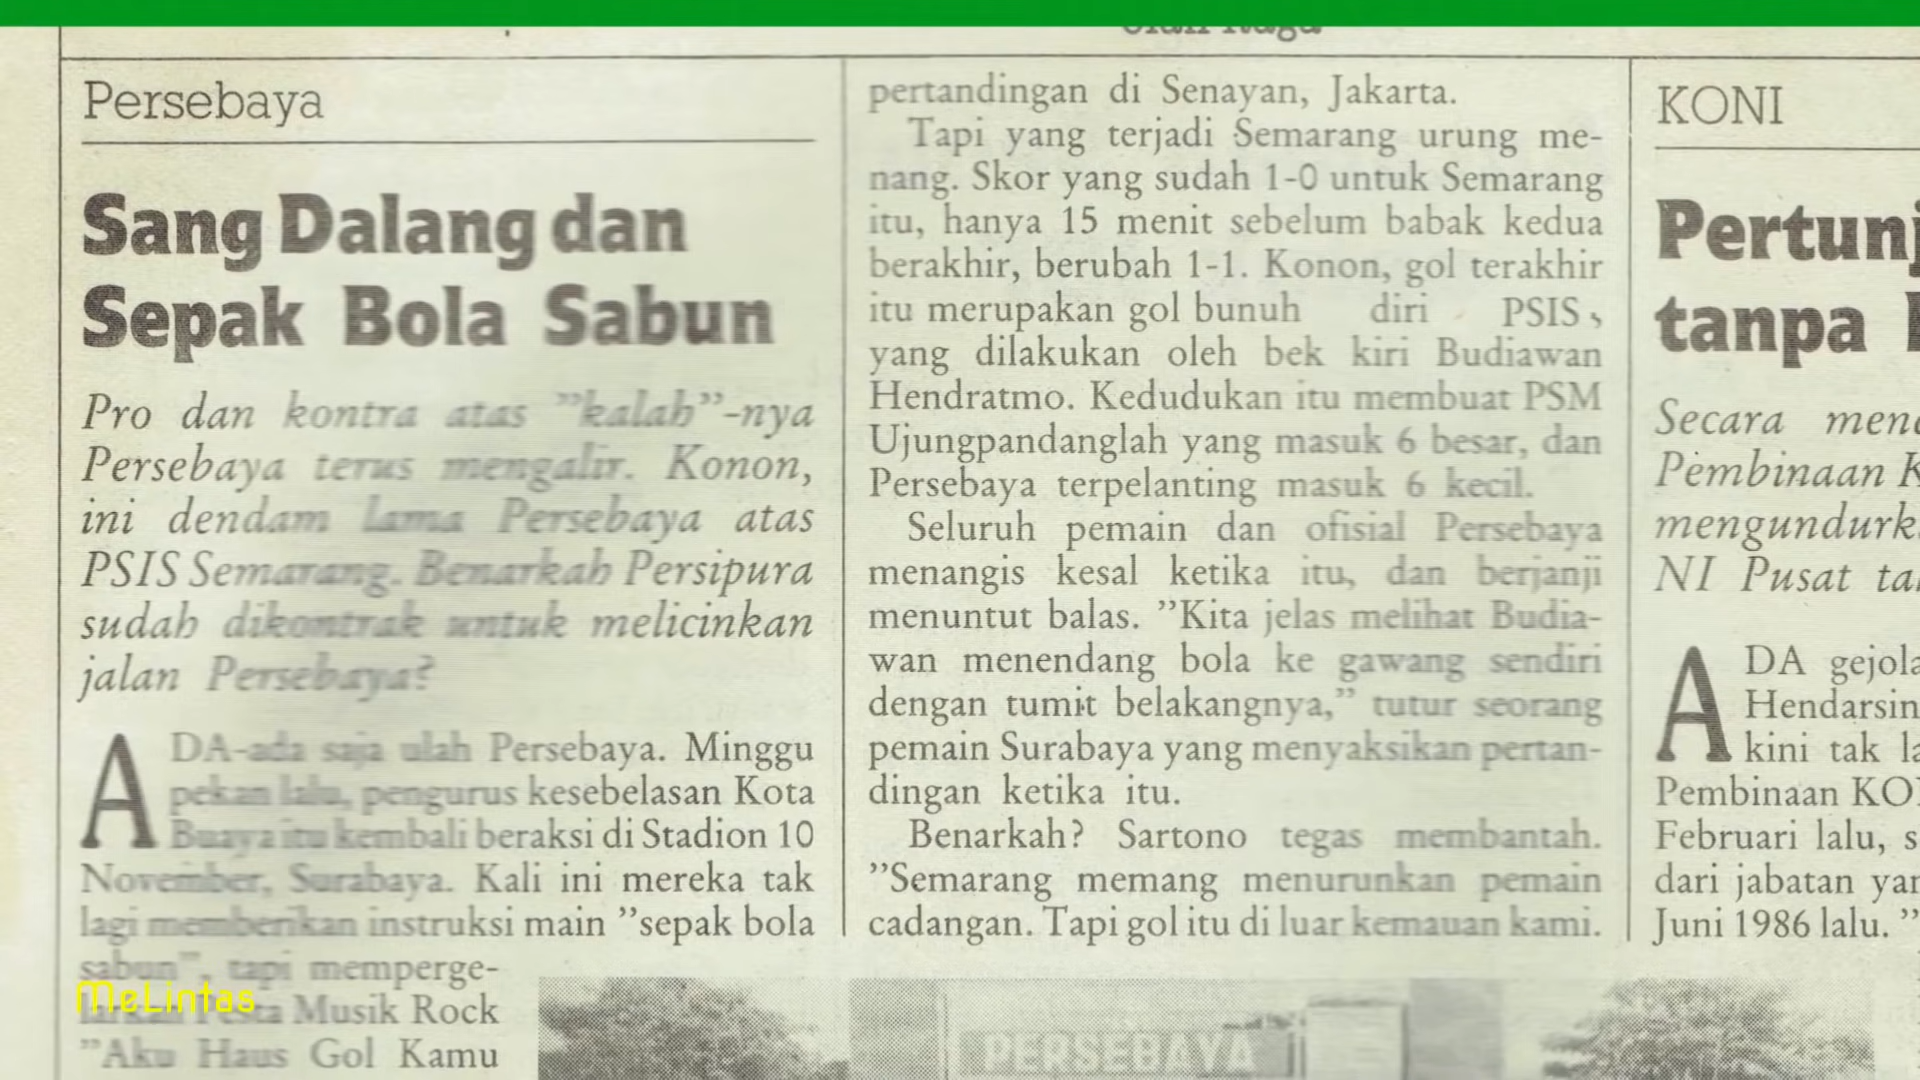 Persebaya
Sang Dalang dan
Sepak Bola Sabun
Pro dan kontra atas ”kalah”-nya
Persebaya terus mengalir. Konon,
ini dendam lama Persebaya atas
PSIS Semarang. Benarkah Persipura
sudah dikontrak untuk melicinkan
jalan Persebaya?
ADA-ada saja ulah Persebaya. Minggu
pekan lalu, pengurus kesebelasan Kota
Buaya itu kembali beraksi di Stadion 10
November, Surabaya. Kali ini mereka tak
lagi memberikan instruksi main ”sepak bola
sabun”, tapi memperge-
larkan Pesta Musik Rock
”Aku Haus Gol Kamu
MeLintas
pertandingan di Senayan, Jakarta.
Tapi yang terjadi Semarang urung me-
nang. Skor yang sudah 1-0 untuk Semarang
itu, hanya 15 menit sebelum babak kedua
berakhir, berubah 1-1. Konon, gol terakhir
itu merupakan gol bunuh diri PSIS,
yang dilakukan oleh bek kiri Budiawan
Hendratmo. Kedudukan itu membuat PSM
Ujungpandanglah yang masuk 6 besar, dan
Persebaya terpelanting masuk 6 kecil.
Seluruh pemain dan ofisial Persebaya
menangis kesal ketika itu, dan berjanji
menuntut balas. ”Kita jelas melihat Budia-
wan menendang bola ke gawang sendiri
dengan tumit belakangnya,” tutur seorang
pemain Surabaya yang menyaksikan pertan-
dingan ketika itu.
Benarkah? Sartono tegas membantah.
”Semarang memang menurunkan pemain
cadangan. Tapi gol itu di luar kemauan kami.
PERSEBAYA
KONI
Pertunj
tanpa
Secara
Pembinaan K
mengundurk
NI Pusat
ADA gejola
Hendarsin
kini tak la
Pembinaan KO
Februari lalu, s
dari jabatan yan
Juni 1986 lalu. ”